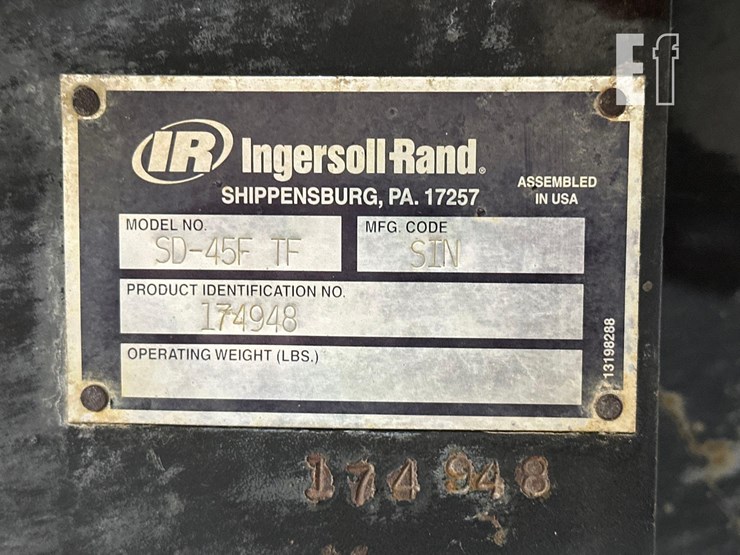 Ef
IR Ingersoll-Rand®
SHIPPENSBURG, PA. 17257
ASSEMBLED
IN USA
MODEL NO.
SD-45F TF
MFG. CODE
SIN
PRODUCT IDENTIFICATION NO.
174948
OPERATING WEIGHT (LBS.)
13198288
174948